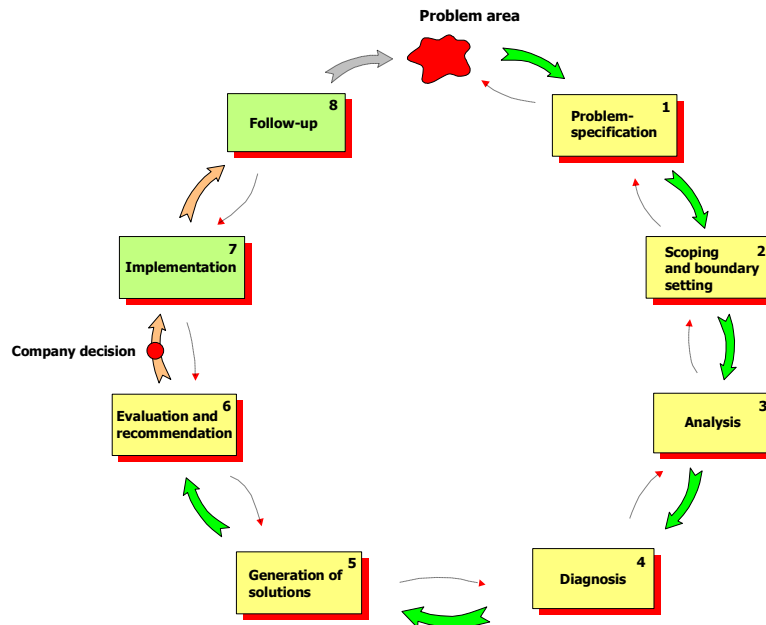 Problem area
1
Problem-
specification
2
Scoping
and boundary
setting
3
Analysis
4
Diagnosis
5
Generation of
solutions
6
Evaluation and
recommendation
Company decision
7
Implementation
8
Follow-up